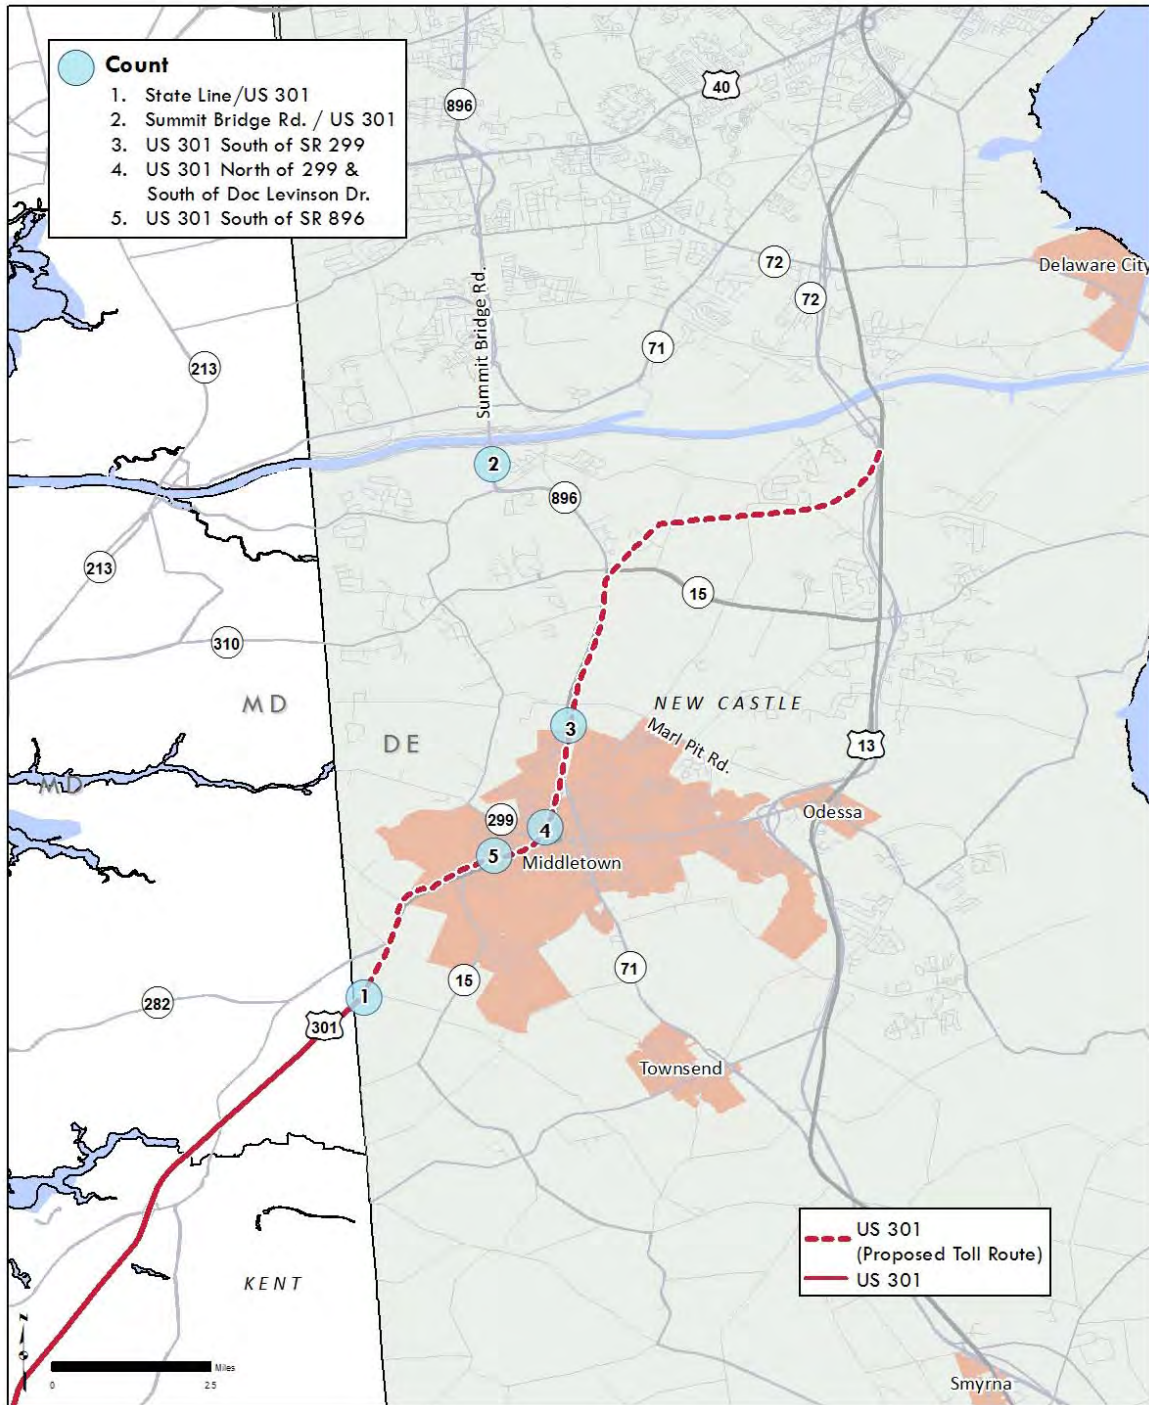 Count
1. State Line/US 301
2. Summit Bridge Rd. / US 301
3. US 301 South of SR 299
4. US 301 North of 299 &
South of Doc Levinson Dr.
5. US 301 South of SR 896
896
40
72
Delaware City
72
Summit Bridge Rd.
71
213
2
896
213
15
310
MD
NEW CASTLE
3
Marl Pit Rd.
DE
13
MD
299
4
Odessa
5
Middletown
71
15
1
282
301
Townsend
US 301
(Proposed Toll Route)
US 301
KENT
N
Miles
0 2.5
Smyrna